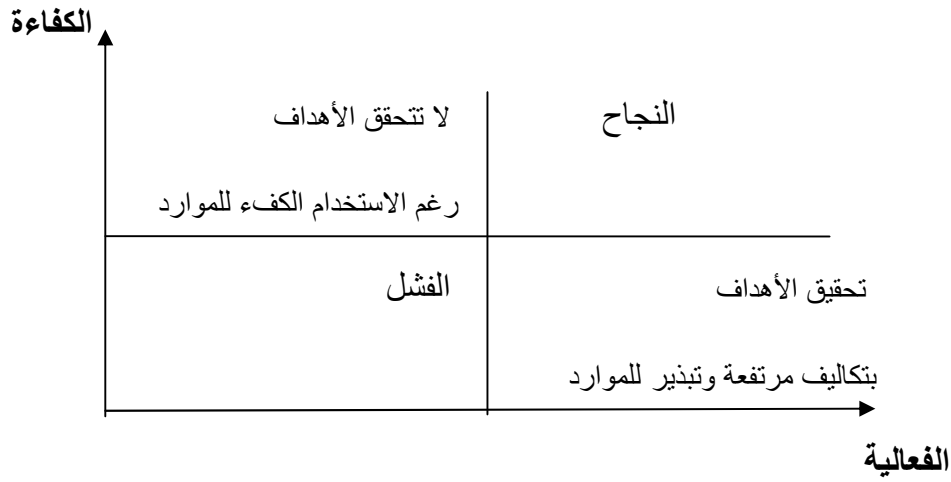 الكفاءة
النجاح
لا تتحقق الأهداف
رغم الاستخدام الكفء للموارد
تحقيق الأهداف
بتكاليف مرتفعة وتبذير للموارد
الفشل
الفعالية